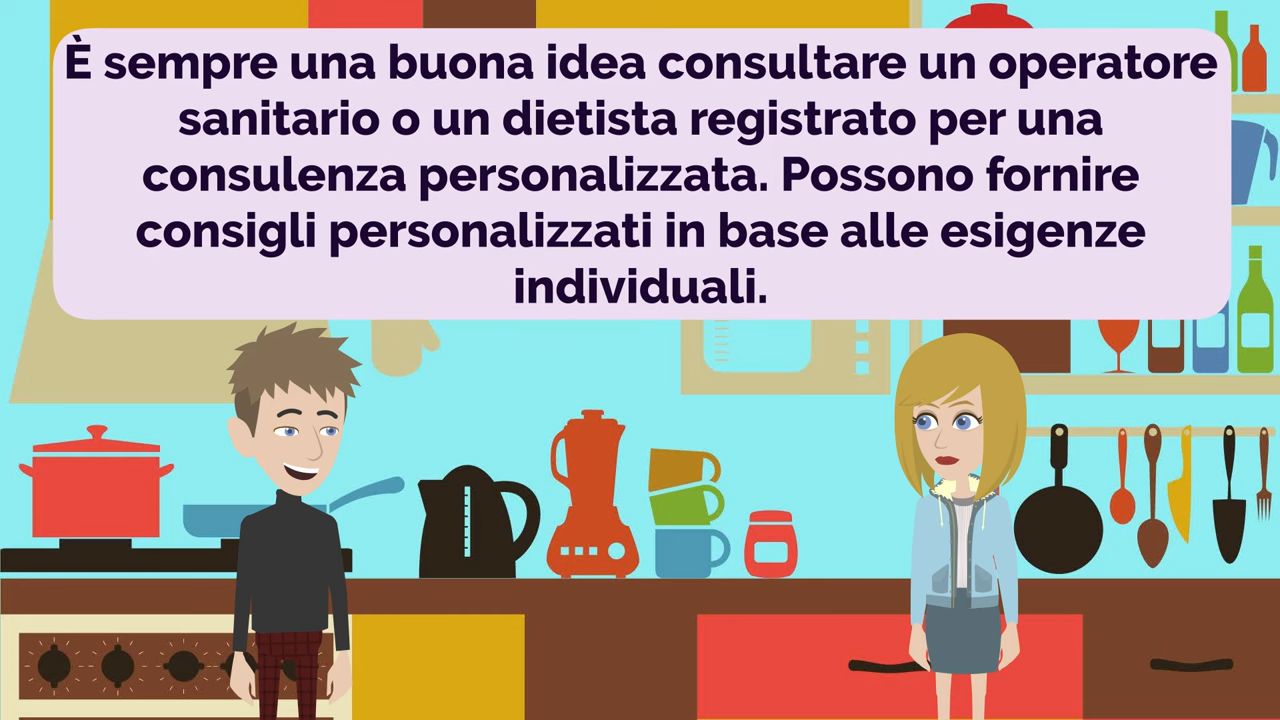 È sempre una buona idea consultare un operatore
sanitario o un dietista registrato per una
consulenza personalizzata. Possono fornire
consigli personalizzati in base alle esigenze
individuali.